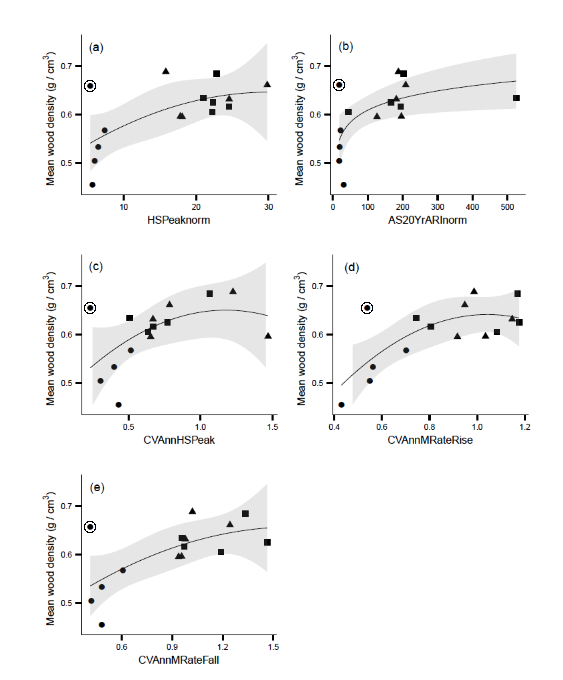 (a)
(b)
Mean wood density (g / cm³)
0.7
0.6
0.5
10
20
30
HSPeaknorm
Mean wood density (g / cm³)
0.7
0.6
0.5
0
100
200
300
400
500
AS20YrARInorm
(c)
(d)
Mean wood density (g / cm³)
0.7
0.6
0.5
0.5
1.0
1.5
CVAnnHSPeak
Mean wood density (g / cm³)
0.7
0.6
0.5
0.4
0.6
0.8
1.0
1.2
CVAnnMRateRise
(e)
Mean wood density (g / cm³)
0.7
0.6
0.5
0.6
0.9
1.2
1.5
CVAnnMRateFall